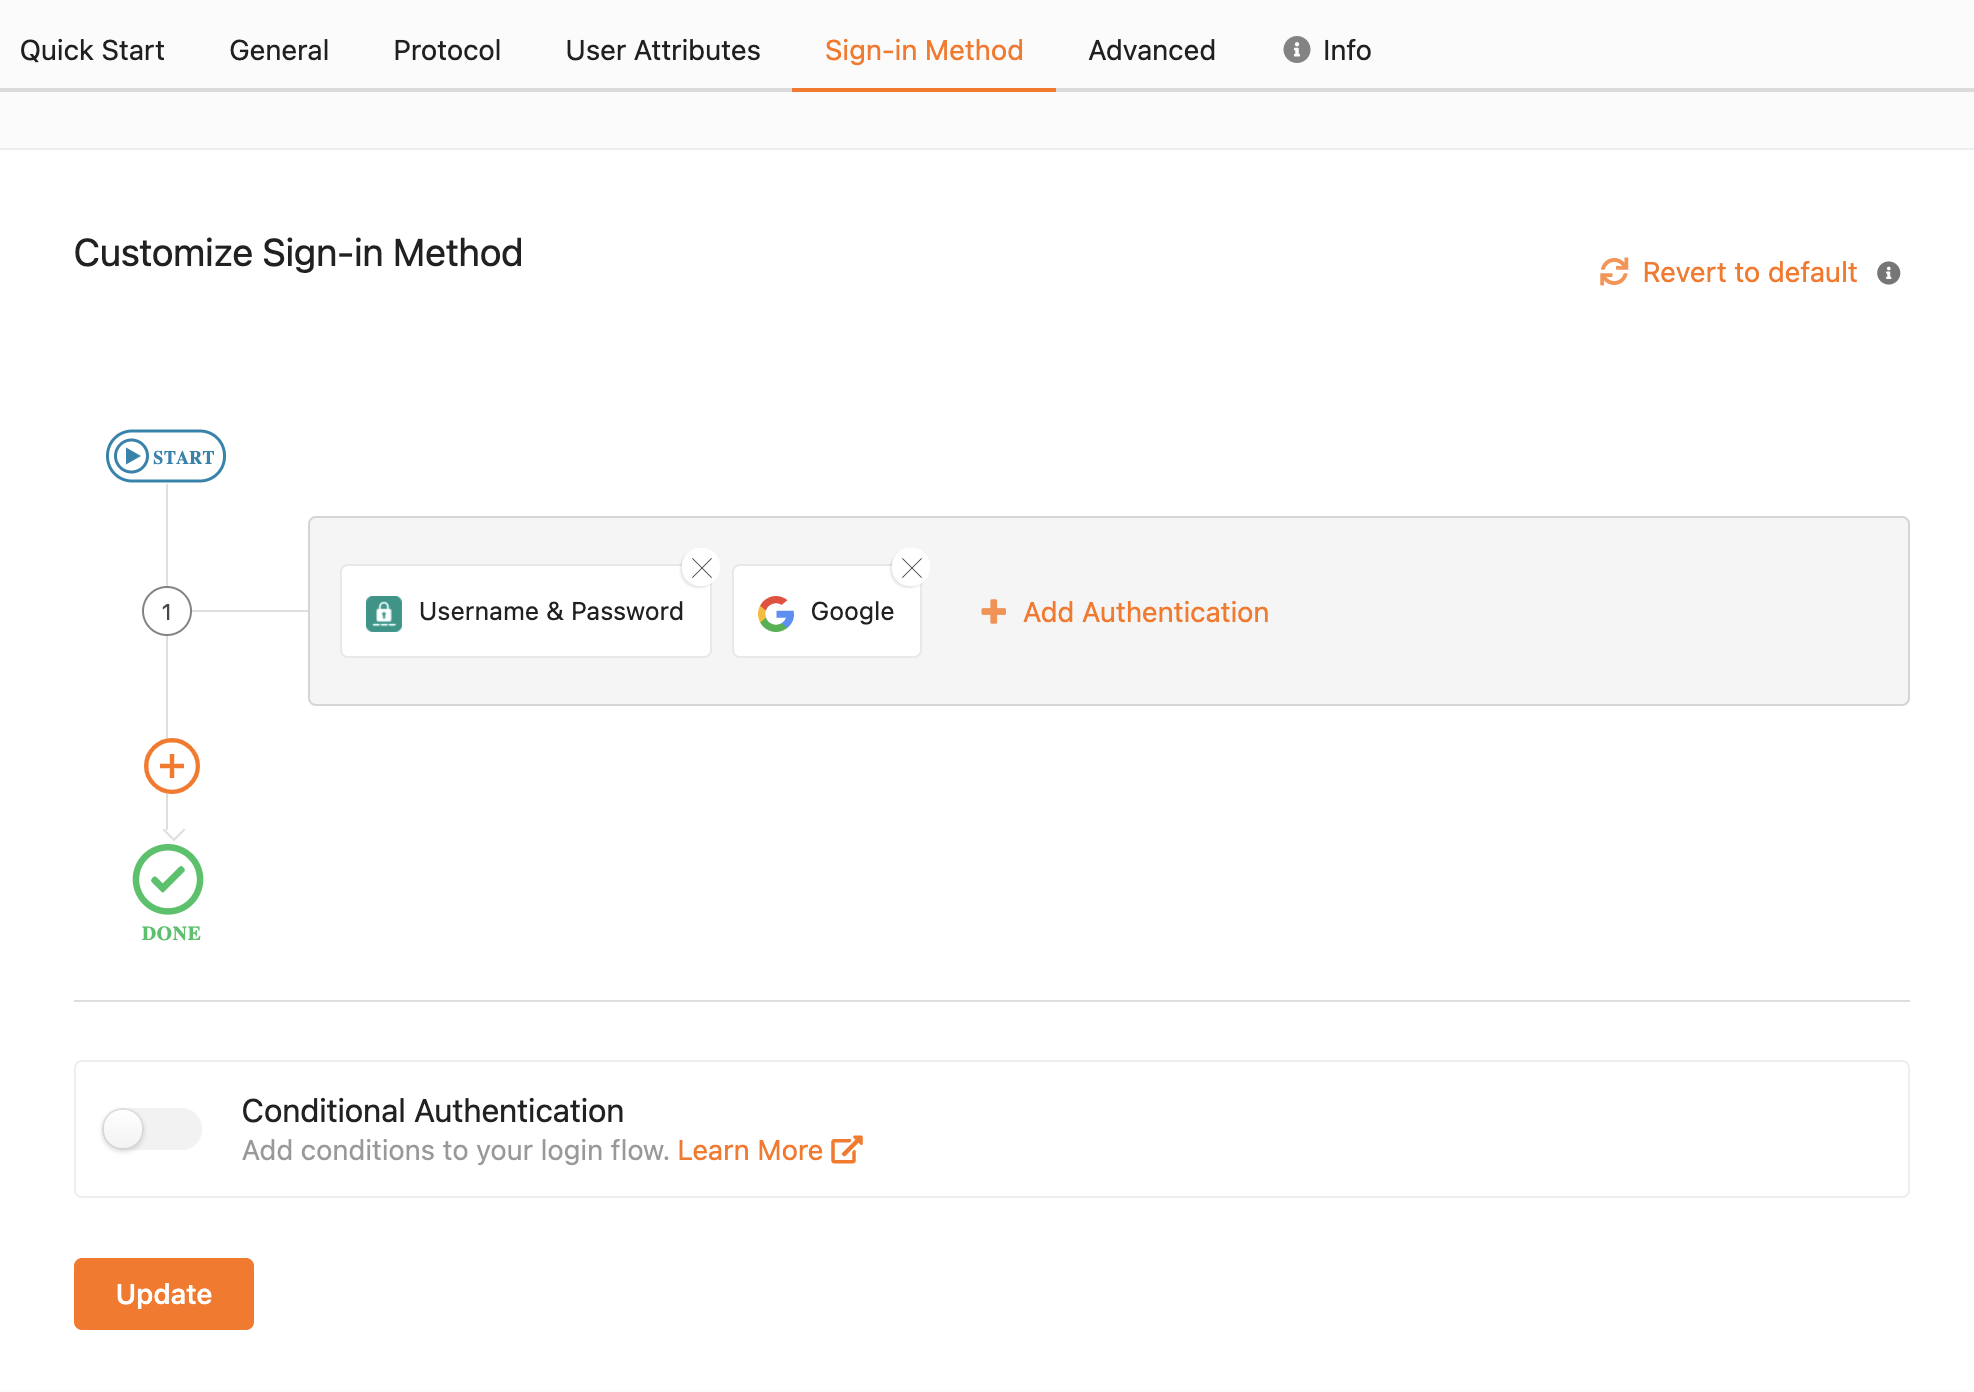 Quick Start General Protocol User Attributes Sign-in Method Advanced Info
Customize Sign-in Method
Revert to default
START
1
Username & Password
Google
Add Authentication
DONE
Conditional Authentication
Add conditions to your login flow. Learn More
Update